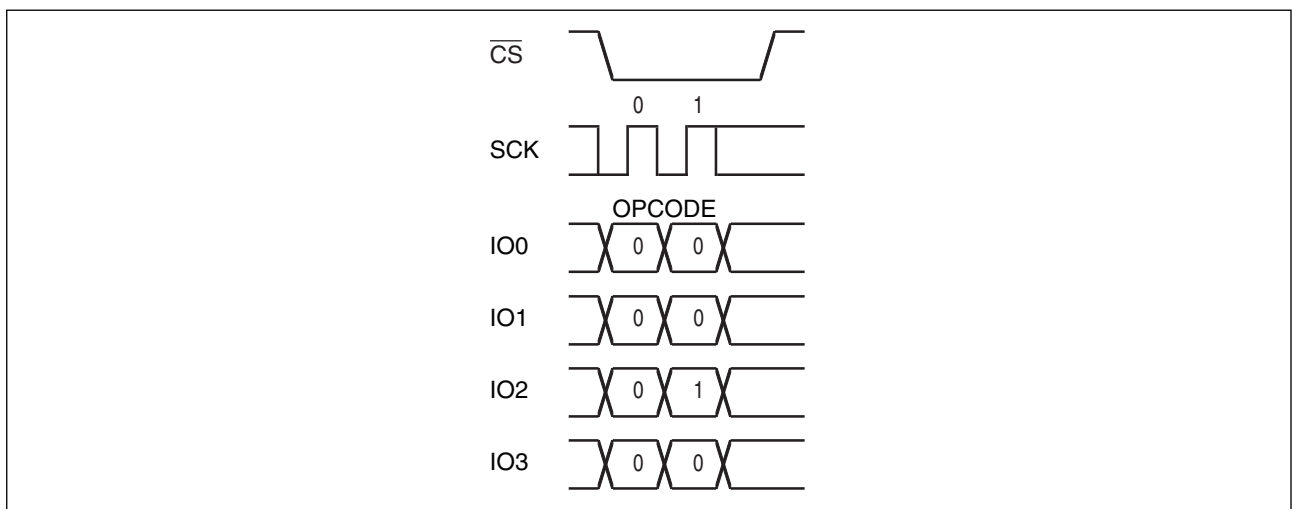 CS
0 1
SCK
OPCODE
IO0 0 0
IO1 0 0
IO2 0 1
IO3 0 0